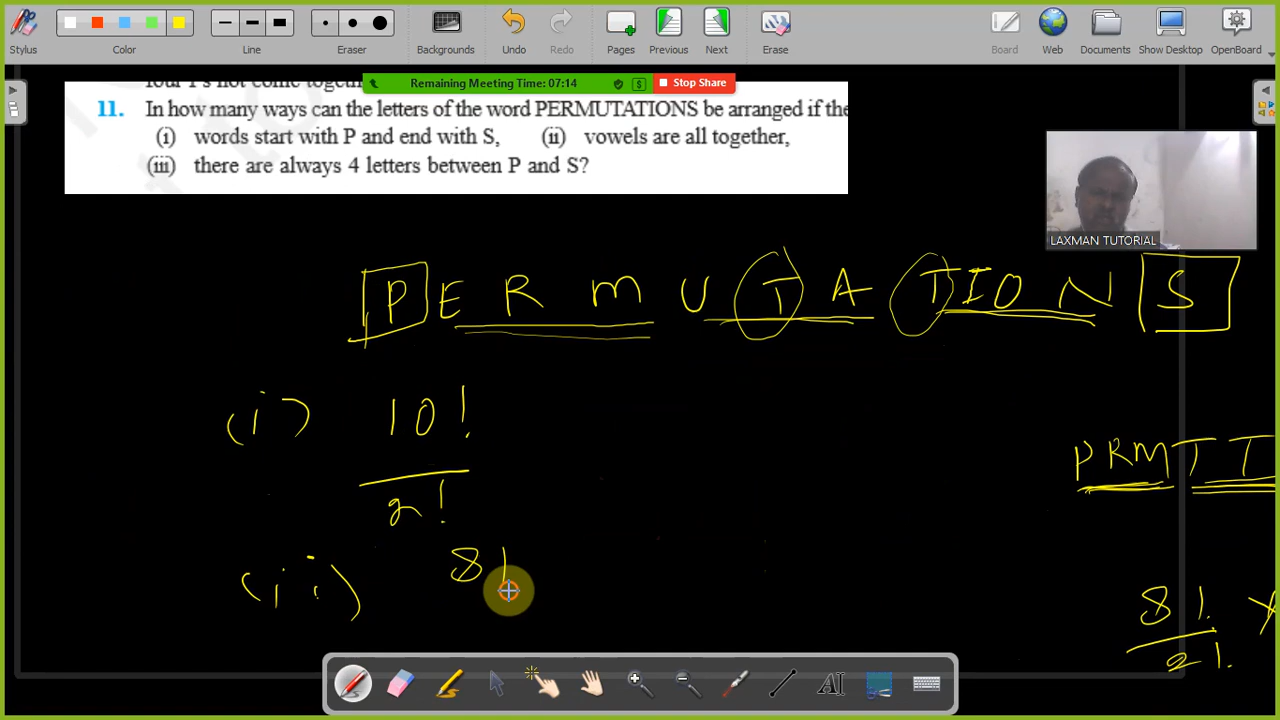 Stylus Color Line Eraser Backgrounds Undo Redo Pages Previous Next Erase Board Web Documents Show Desktop OpenBoard
Remaining Meeting Time: 07:14 Stop Share
11. In how many ways can the letters of the word PERMUTATIONS be arranged if the
(i) words start with P and end with S, (ii) vowels are all together,
(iii) there are always 4 letters between P and S?
LAXMAN TUTORIAL
P E R M U T A T I O N S
(i) 10!
2!
PRMTT
(ii) 8!
8!
2!